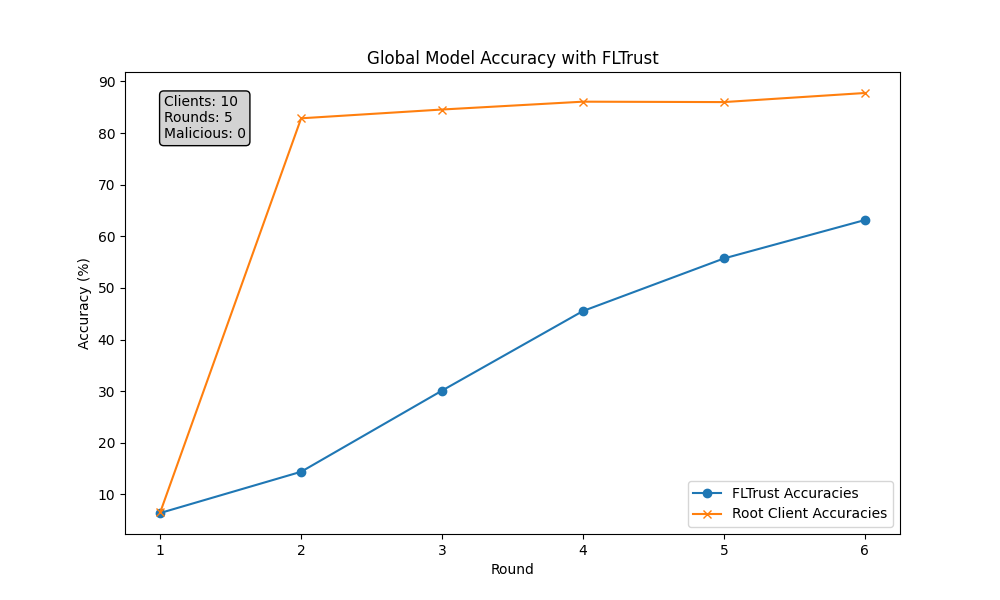 Global Model Accuracy with FLTrust
Clients: 10
Rounds: 5
Malicious: 0
Accuracy (%)
90
80
70
60
50
40
30
20
10
1 2 3 4 5 6
Round
FLTrust Accuracies
Root Client Accuracies